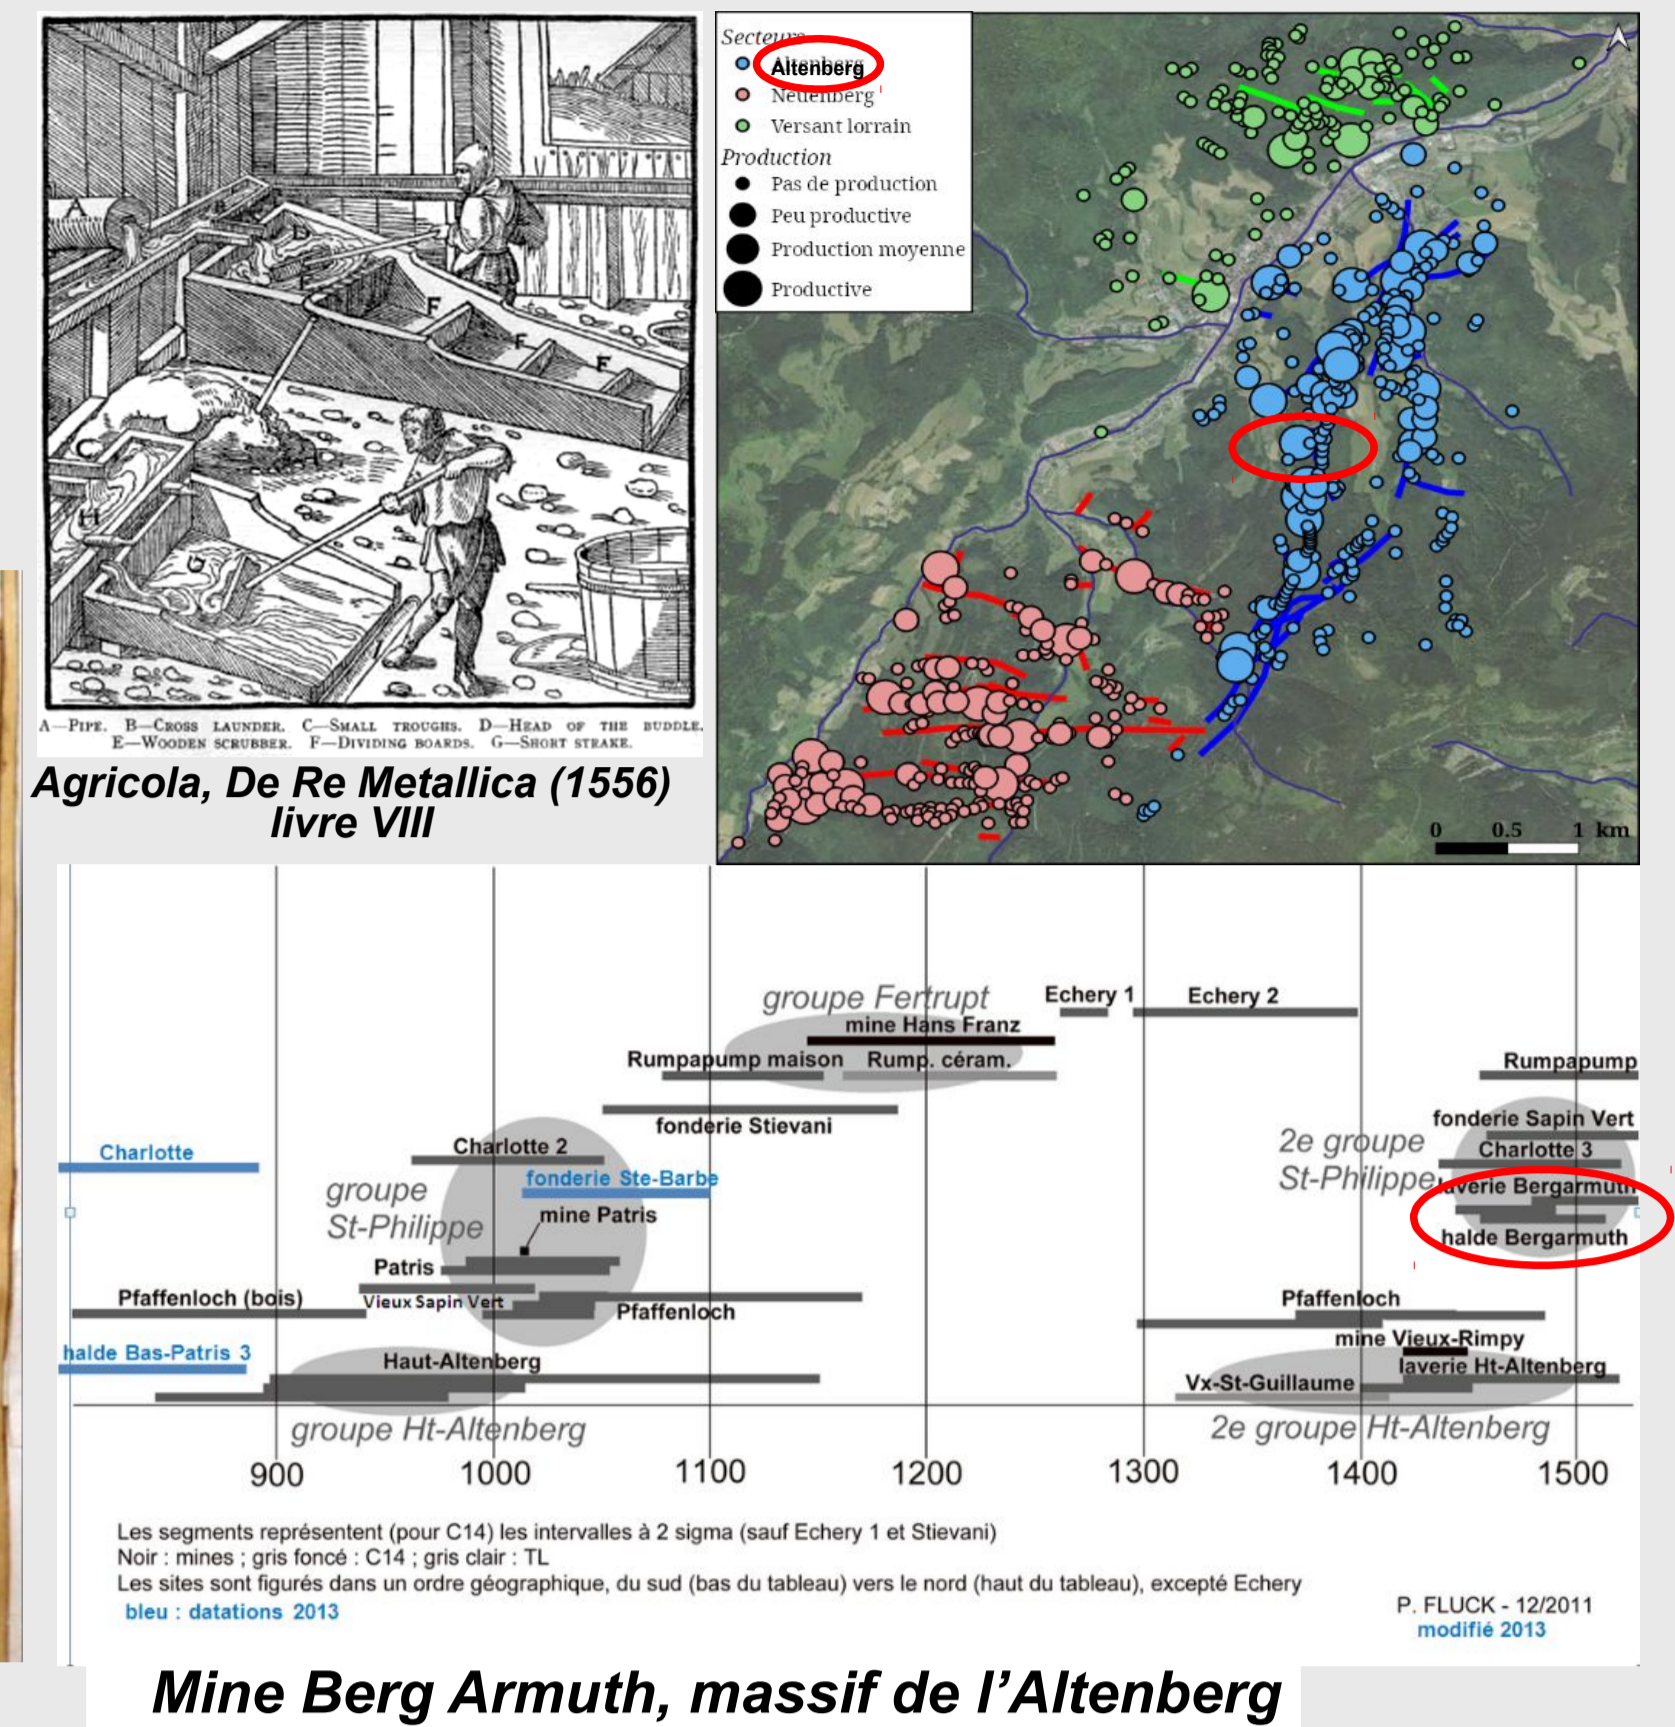 A
B
D
F
F
F
C
H
G
A—PIPE. B—CROSS LAUNDER. C—SMALL TROUGHS. D—HEAD OF THE BUDDLE.
E—WOODEN SCRUBBER. F—DIVIDING BOARDS. G—SHORT STRAKE.
Agricola, De Re Metallica (1556)
livre VIII
Secteurs
Altenberg
Neuenberg
Versant lorrain
Production
Pas de production
Peu productive
Production moyenne
Productive
0 0.5 1 km
groupe Fertrupt
Echery 1
Echery 2
mine Hans Franz
Rumpapump maison
Rump. céram.
Rumpapump
fonderie Stievani
fonderie Sapin Vert
Charlotte
Charlotte 2
2e groupe
St-Philippe
Charlotte 3
fonderie Ste-Barbe
groupe
St-Philippe
laverie Bergarmuth
mine Patris
halde Bergarmuth
Patris
Pfaffenloch (bois)
Vieux Sapin Vert
Pfaffenloch
Pfaffenloch
mine Vieux-Rimpy
halde Bas-Patris 3
Haut-Altenberg
laverie Ht-Altenberg
Vx-St-Guillaume
groupe Ht-Altenberg
2e groupe Ht-Altenberg
900 1000 1100 1200 1300 1400 1500
Les segments représentent (pour C14) les intervalles à 2 sigma (sauf Echery 1 et Stievani)
Noir : mines ; gris foncé : C14 ; gris clair : TL
Les sites sont figurés dans un ordre géographique, du sud (bas du tableau) vers le nord (haut du tableau), excepté Echery
bleu : datations 2013
P. FLUCK - 12/2011
modifié 2013
Mine Berg Armuth, massif de l'Altenberg